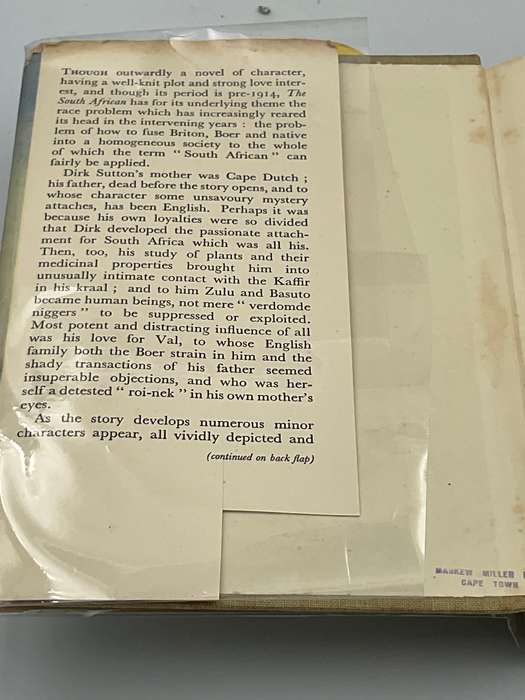 THOUGH outwardly a novel of character,
having a well-knit plot and strong love inter-
est, and though its period is pre-1914, The
South African has for its underlying theme the
race problem which has increasingly reared
its head in the intervening years : the prob-
lem of how to fuse Briton, Boer and native
into a homogeneous society to the whole
of which the term " South African " can
fairly be applied.
Dirk Sutton's mother was Cape Dutch ;
his father, dead before the story opens, and to
whose character some unsavoury mystery
attaches, has been English. Perhaps it was
because his own loyalties were so divided
that Dirk developed the passionate attach-
ment for South Africa which was all his.
Then, too, his study of plants and their
medicinal properties brought him into
unusually intimate contact with the Kaffir
in his kraal ; and to him Zulu and Basuto
became human beings, not mere " verdomde
niggers " to be suppressed or exploited.
Most potent and distracting influence of all
was his love for Val, to whose English
family both the Boer strain in him and the
shady transactions of his father seemed
insuperable objections, and who was her-
self a detested " roi-nek " in his own mother's
eyes.
As the story develops numerous minor
characters appear, all vividly depicted and
(continued on back flap)
MASKEW MILLER
CAPE TOWN